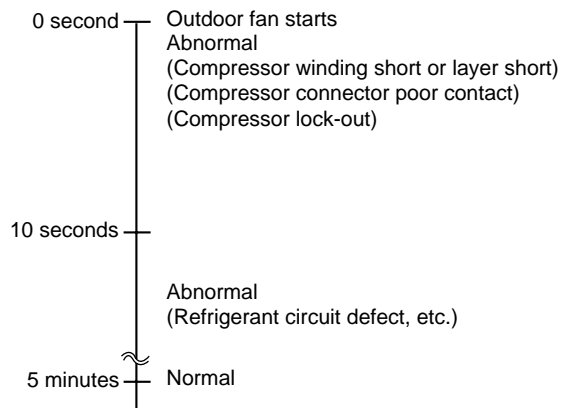 0 second
Outdoor fan starts
Abnormal
(Compressor winding short or layer short)
(Compressor connector poor contact)
(Compressor lock-out)
10 seconds
Abnormal
(Refrigerant circuit defect, etc.)
5 minutes
Normal